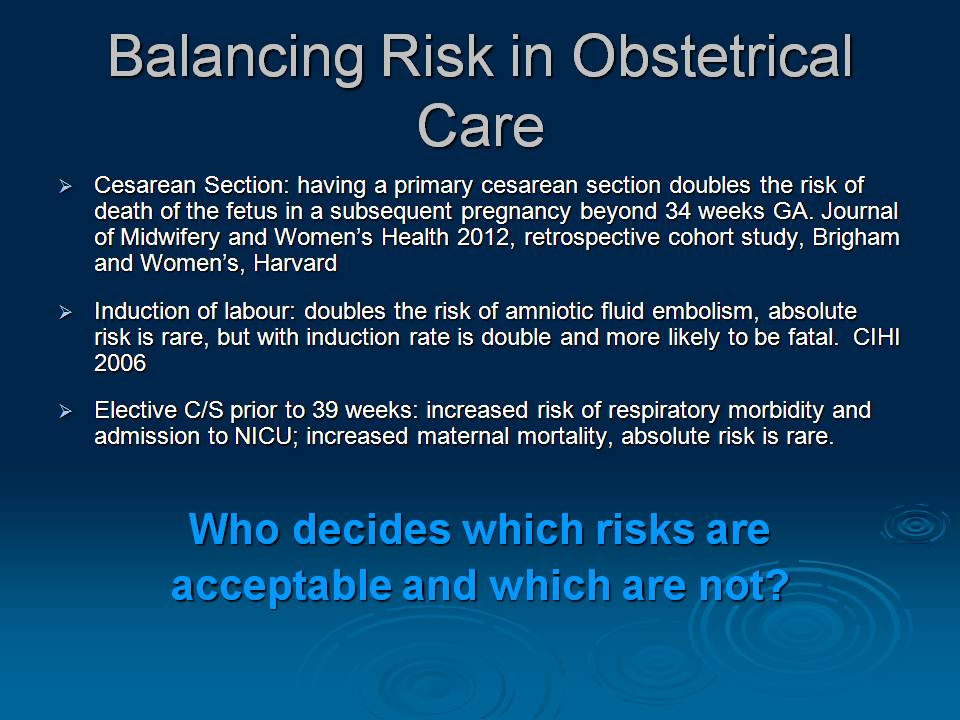 Balancing Risk in Obstetrical
Care
Cesarean Section: having a primary cesarean section doubles the risk of
death of the fetus in a subsequent pregnancy beyond 34 weeks GA. Journal
of Midwifery and Women's Health 2012, retrospective cohort study, Brigham
and Women's, Harvard
Induction of labour: doubles the risk of amniotic fluid embolism, absolute
risk is rare, but with induction rate is double and more likely to be fatal.  CIHI
2006
Elective C/S prior to 39 weeks: increased risk of respiratory morbidity and
admission to NICU; increased maternal mortality, absolute risk is rare.
Who decides which risks are
acceptable and which are not?